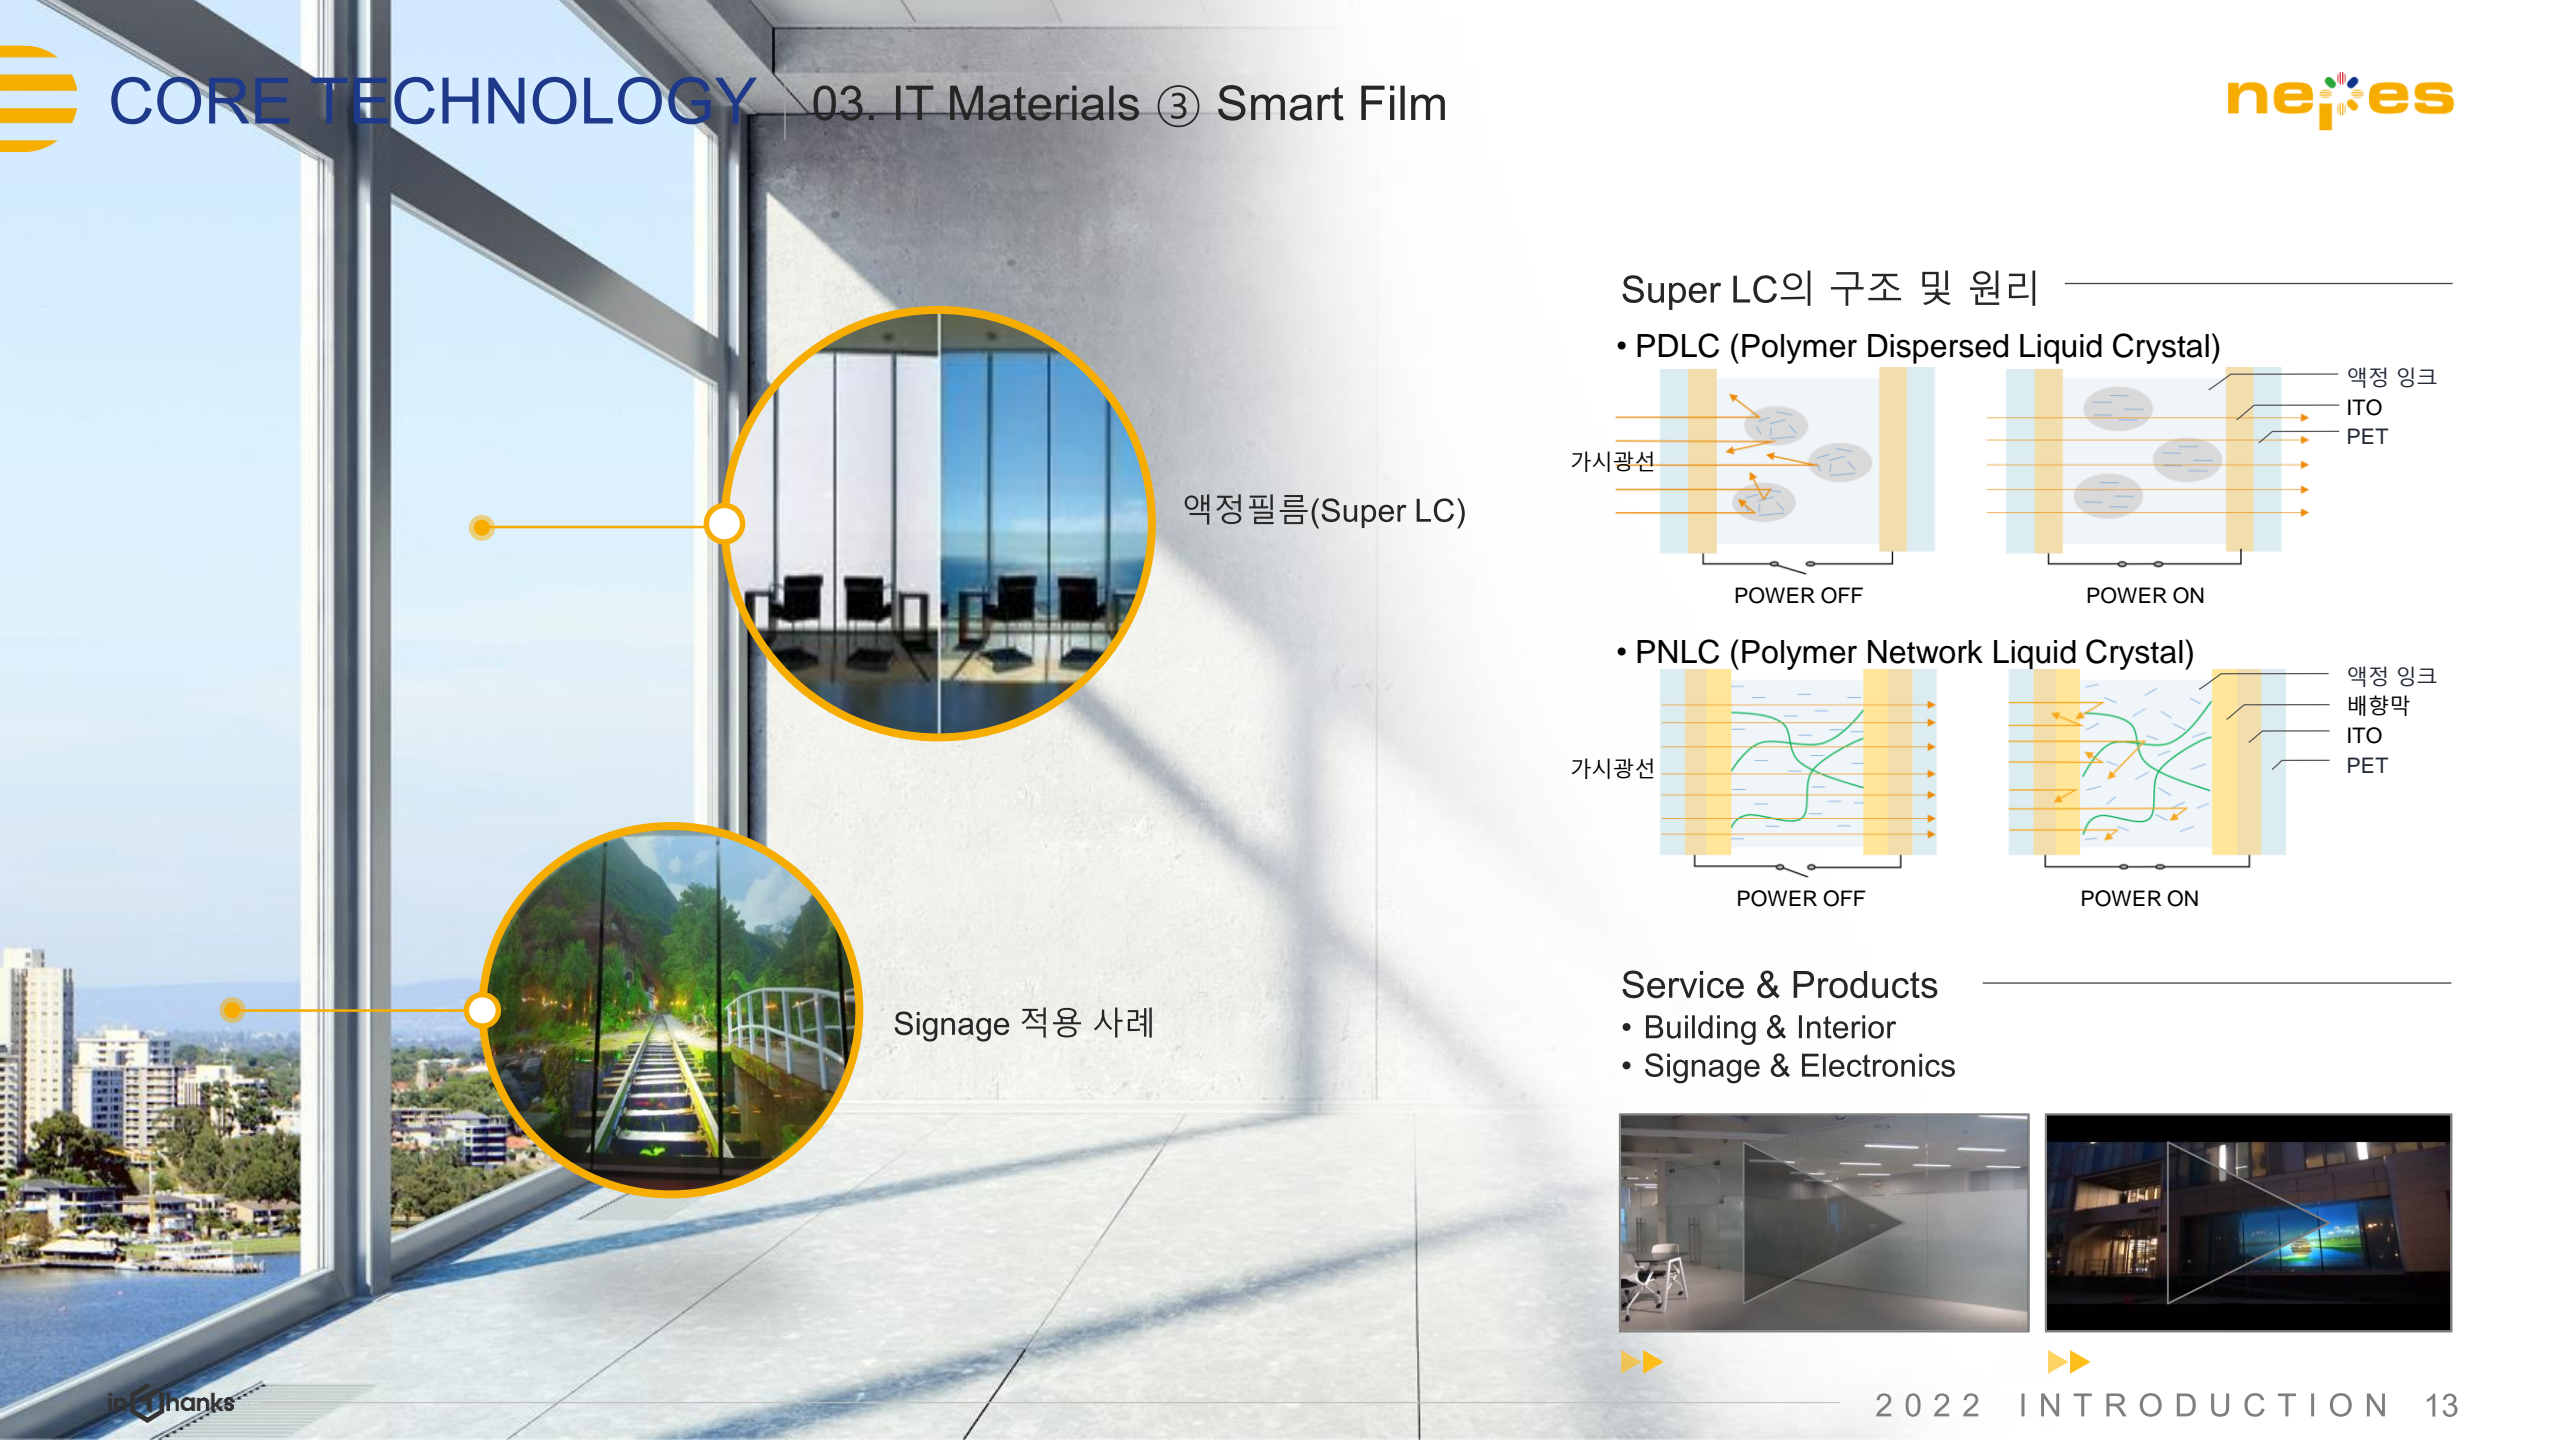 CORE TECHNOLOGY
03. IT Materials ③ Smart Film
nepes
Super LC의 구조 및 원리
• PDLC (Polymer Dispersed Liquid Crystal)
액정 잉크
ITO
PET
가시광선
POWER OFF
POWER ON
액정필름(Super LC)
• PNLC (Polymer Network Liquid Crystal)
액정 잉크
배향막
ITO
PET
가시광선
POWER OFF
POWER ON
Signage 적용 사례
Service & Products
• Building & Interior
• Signage & Electronics
2022 INTRODUCTION 13